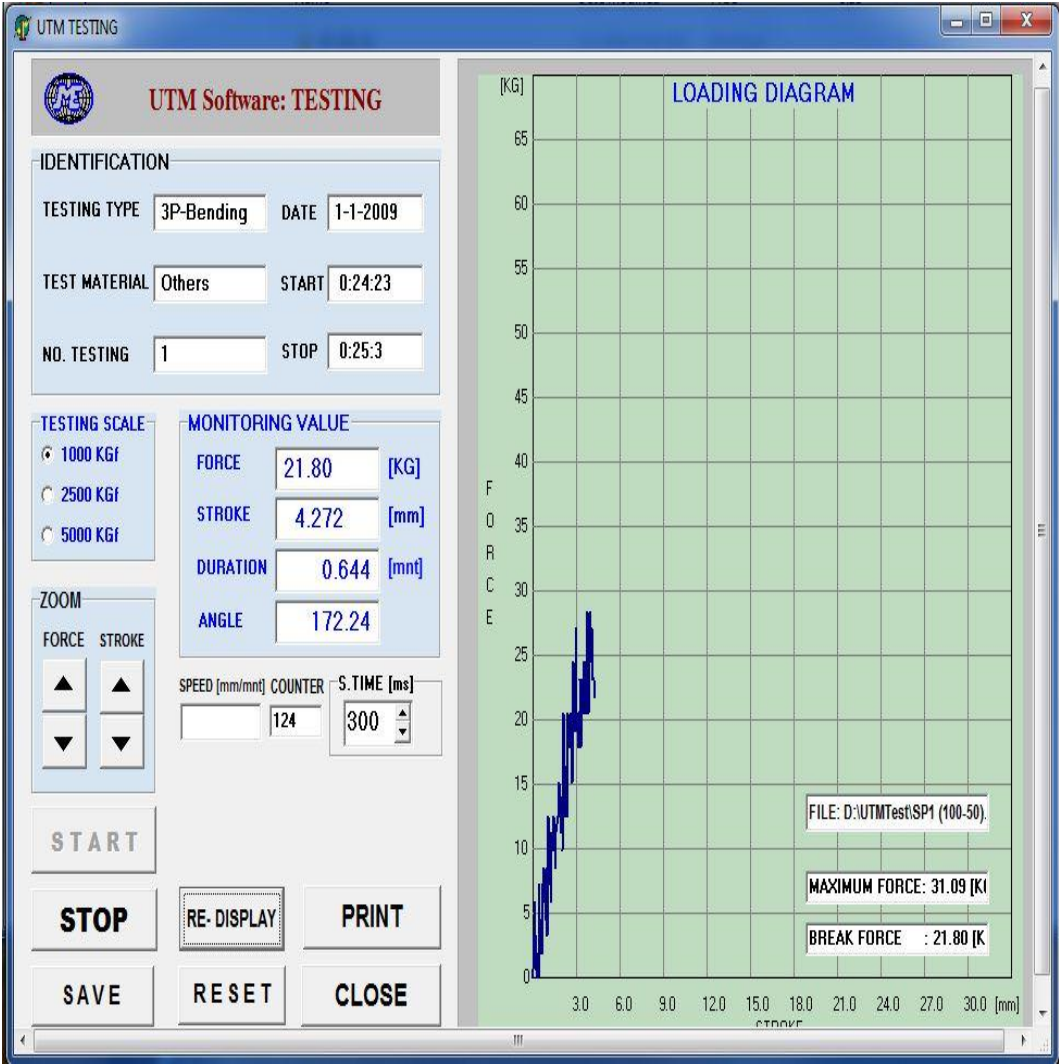 UTM TESTING
ME
UTM Software: TESTING
IDENTIFICATION
TESTING TYPE 3P-Bending DATE 1-1-2009
TEST MATERIAL Others START 0:24:23
NO. TESTING 1 STOP 0:25:3
TESTING SCALE
1000 KGf
2500 KGf
5000 KGf
MONITORING VALUE
FORCE 21.80 [KG]
STROKE 4.272 [mm]
DURATION 0.644 [mnt]
ANGLE 172.24
ZOOM
FORCE STROKE
SPEED [mm/mnt] COUNTER S.TIME [ms]
124 300
START
STOP RE- DISPLAY PRINT
SAVE RESET CLOSE
[KG] LOADING DIAGRAM
65
60
55
50
45
40
35
30
25
20
15
10
5
0
FORCE
FILE: D:\UTMTest\SP1 (100-50).
MAXIMUM FORCE: 31.09 [K
BREAK FORCE : 21.80 [K
3.0 6.0 9.0 12.0 15.0 18.0 21.0 24.0 27.0 30.0 [mm]
STROKE